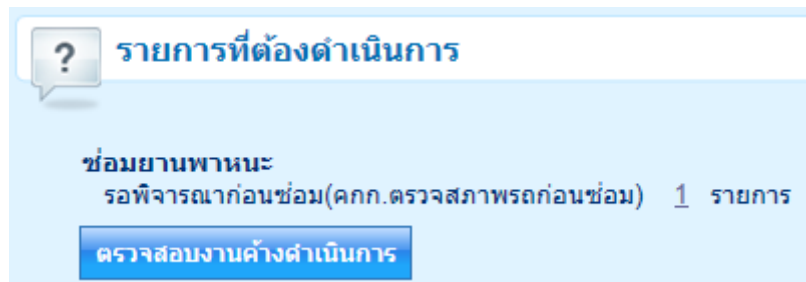 ?
รายการที่ต้องดำเนินการ
ซ่อมยานพาหนะ
รอพิจารณาก่อนซ่อม(คกก.ตรวจสภาพรถก่อนซ่อม) 1 รายการ
ตรวจสอบงานค้างดำเนินการ